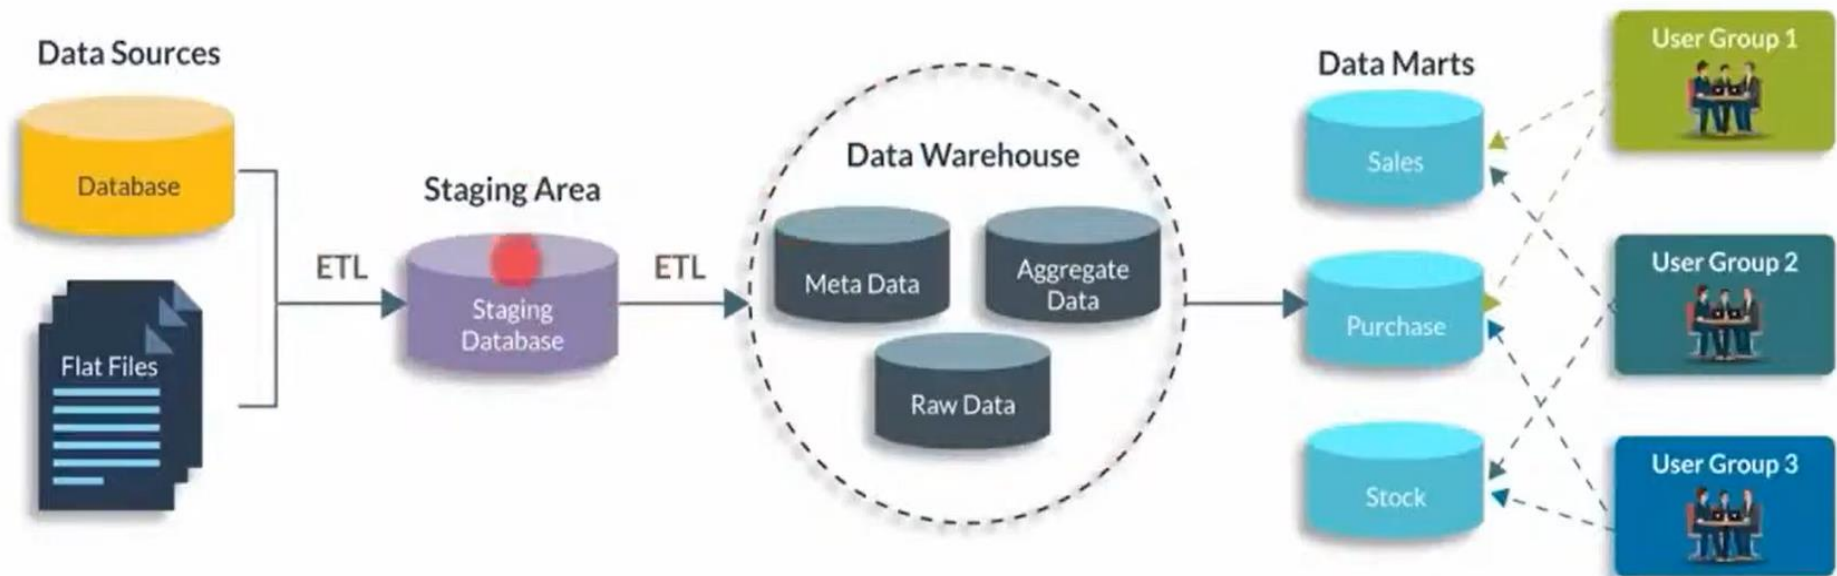 Data Sources
Database
Flat Files
ETL
Staging Area
Staging
Database
ETL
Data Warehouse
Meta Data
Aggregate
Data
Raw Data
Data Marts
Sales
Purchase
Stock
User Group 1
User Group 2
User Group 3